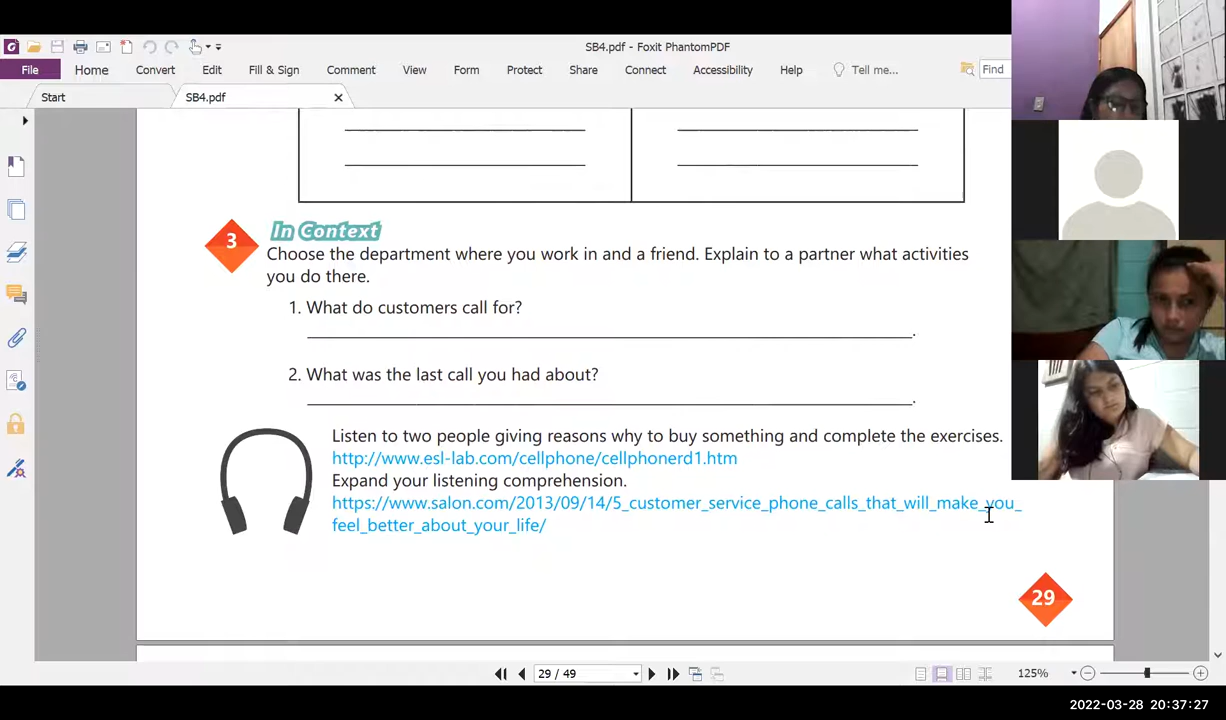 SB4.pdf - Foxit PhantomPDF
File Home Convert Edit Fill & Sign Comment View Form Protect Share Connect Accessibility Help Tell me... Find
Start SB4.pdf
3 In Context
Choose the department where you work in and a friend. Explain to a partner what activities
you do there.
1. What do customers call for?
2. What was the last call you had about?
Listen to two people giving reasons why to buy something and complete the exercises.
http://www.esl-lab.com/cellphone/cellphonerd1.htm
Expand your listening comprehension.
https://www.salon.com/2013/09/14/5_customer_service_phone_calls_that_will_make_you_
feel_better_about_your_life/
29
29 / 49 125%
2022-03-28 20:37:27